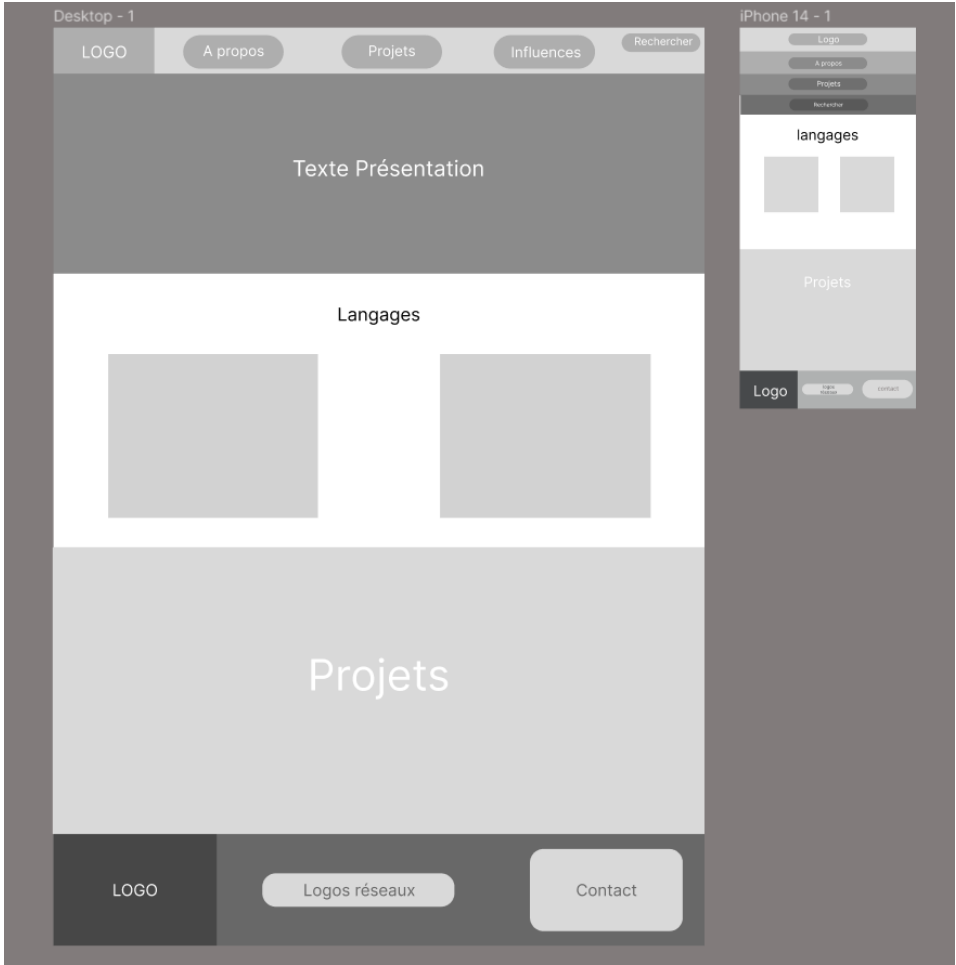 Desktop - 1
LOGO
A propos
Projets
Influences
Rechercher
Texte Présentation
Langages
Projets
LOGO
Logos réseaux
Contact
iPhone 14 - 1
Logo
A propos
Projets
Rechercher
langages
Projets
Logo
contact